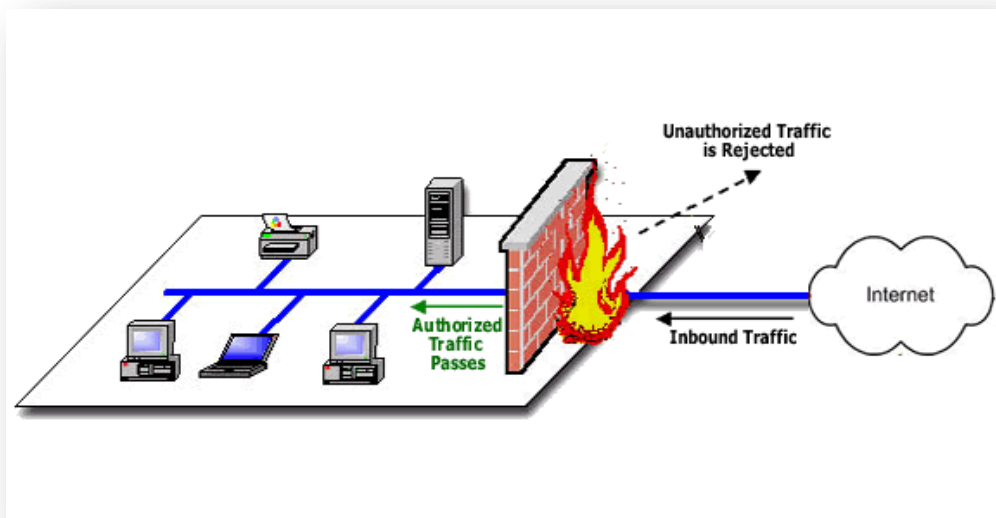 Unauthorized Traffic
is Rejected
Internet
Authorized
Traffic
Passes
Inbound Traffic